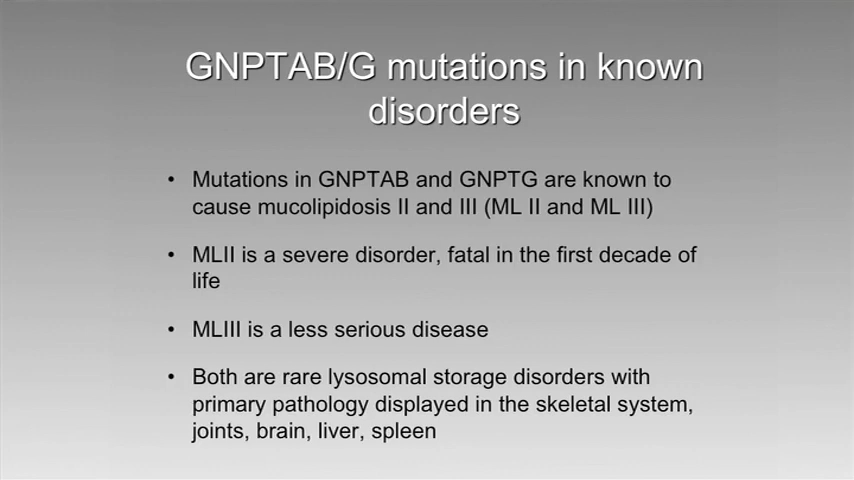 GNPTAB/G mutations in known
disorders
• Mutations in GNPTAB and GNPTG are known to
cause mucolipidosis II and III (ML II and ML III)
• MLII is a severe disorder, fatal in the first decade of
life
• MLIII is a less serious disease
• Both are rare lysosomal storage disorders with
primary pathology displayed in the skeletal system,
joints, brain, liver, spleen